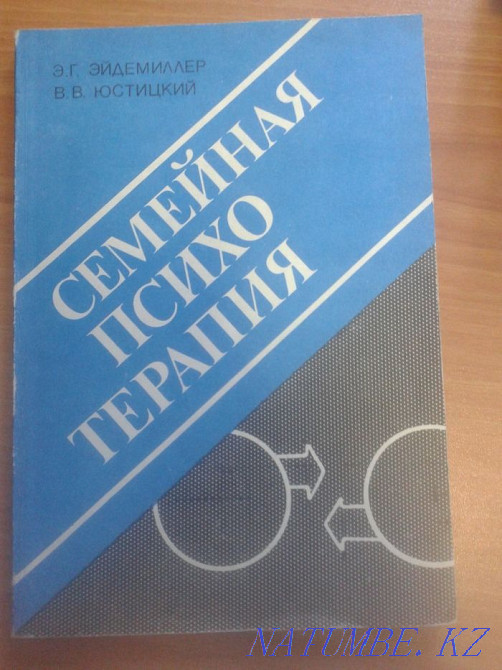 Э.Г. ЭЙДЕМИЛЛЕР
В.В. ЮСТИЦКИЙ
СЕМЕЙНАЯ
ПСИХО
ТЕРАПИЯ
NATUMBE.KZ